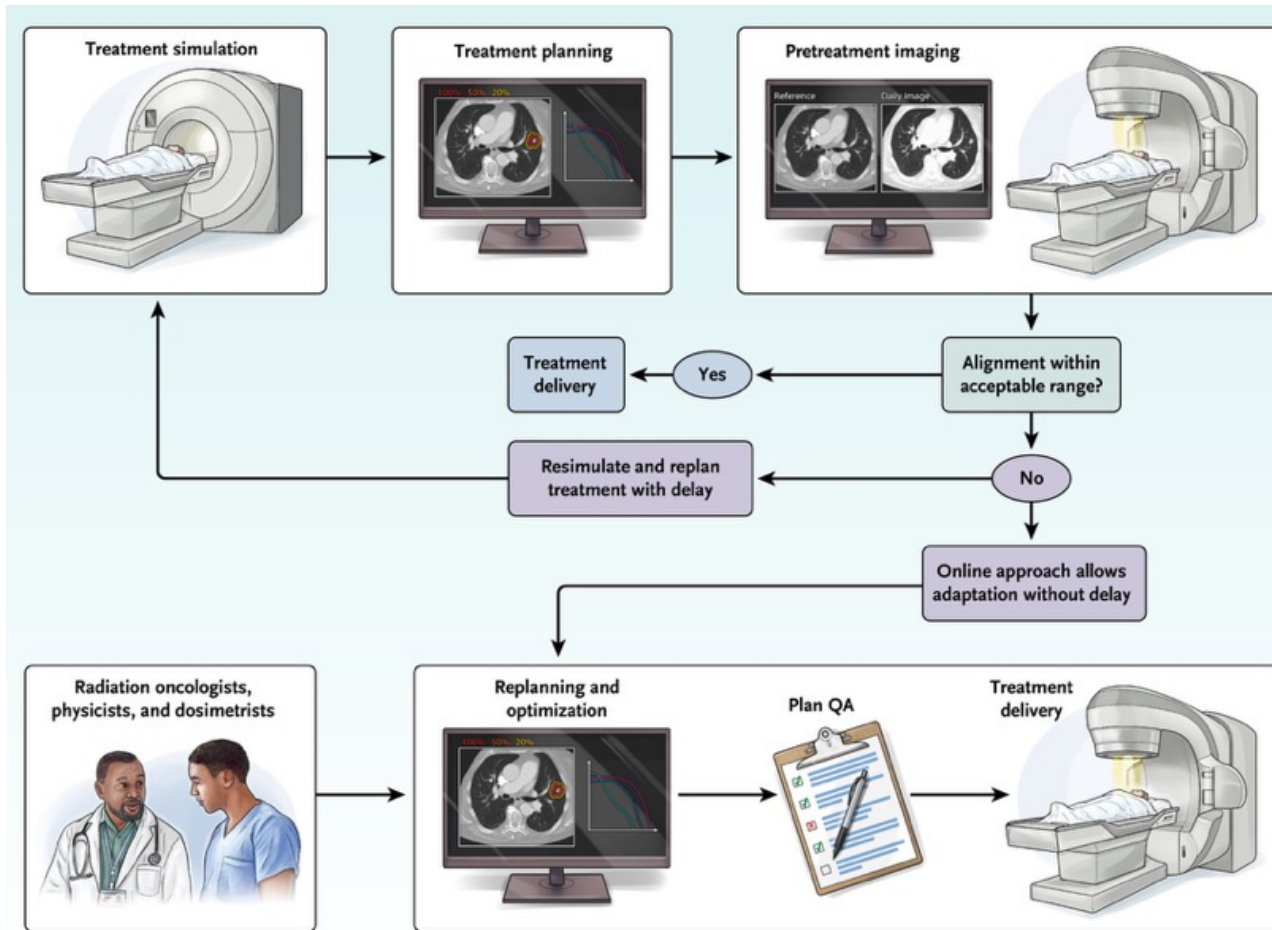 Treatment simulation
Treatment planning
100% 50% 20%
Pretreatment imaging
Reference
Daily image
Alignment within
acceptable range?
Yes
Treatment
delivery
No
Resimulate and replan
treatment with delay
Online approach allows
adaptation without delay
Radiation oncologists,
physicists, and dosimetrists
Replanning and
optimization
100% 50% 20%
Plan QA
Treatment
delivery